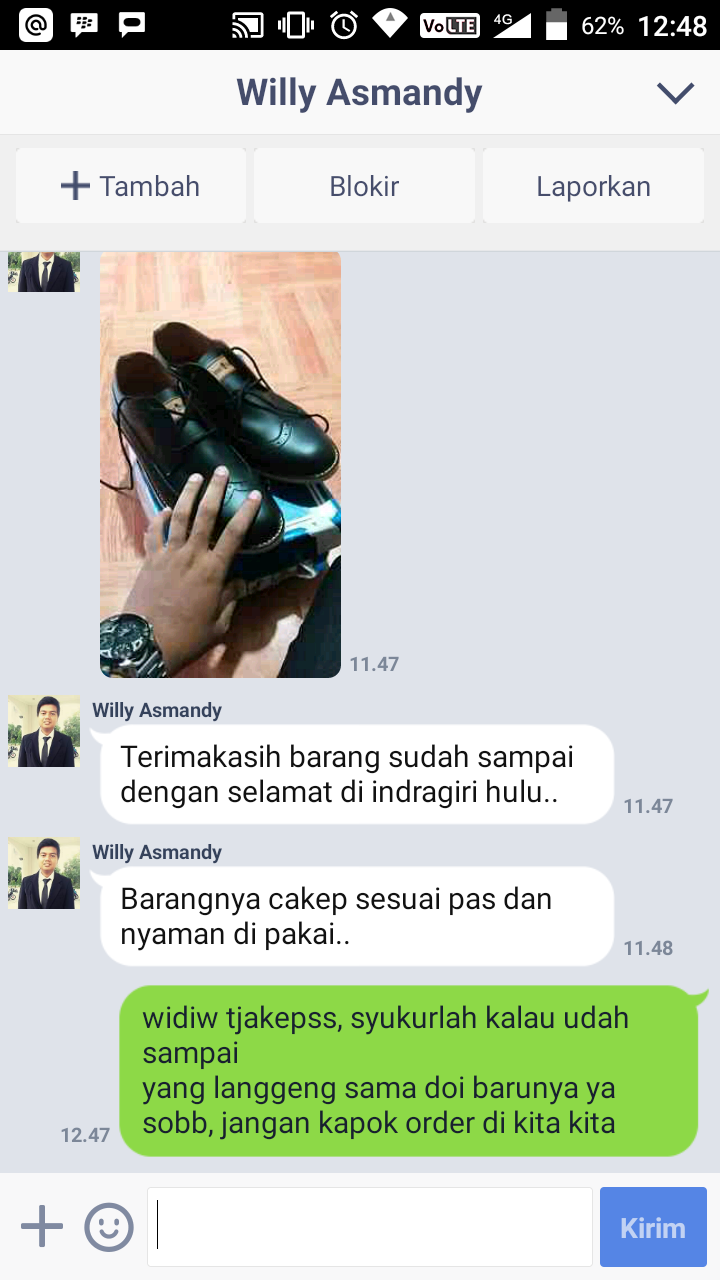 62% 12:48
VoLTE
4G
Willy Asmandy
+ Tambah
Blokir
Laporkan
11.47
Willy Asmandy
Terimakasih barang sudah sampai
dengan selamat di indragiri hulu..
11.47
Willy Asmandy
Barangnya cakep sesuai pas dan
nyaman di pakai..
11.48
widiw tjakepss, syukurlah kalau udah
sampai
yang langgeng sama doi barunya ya
sobb, jangan kapok order di kita kita
12.47
Kirim